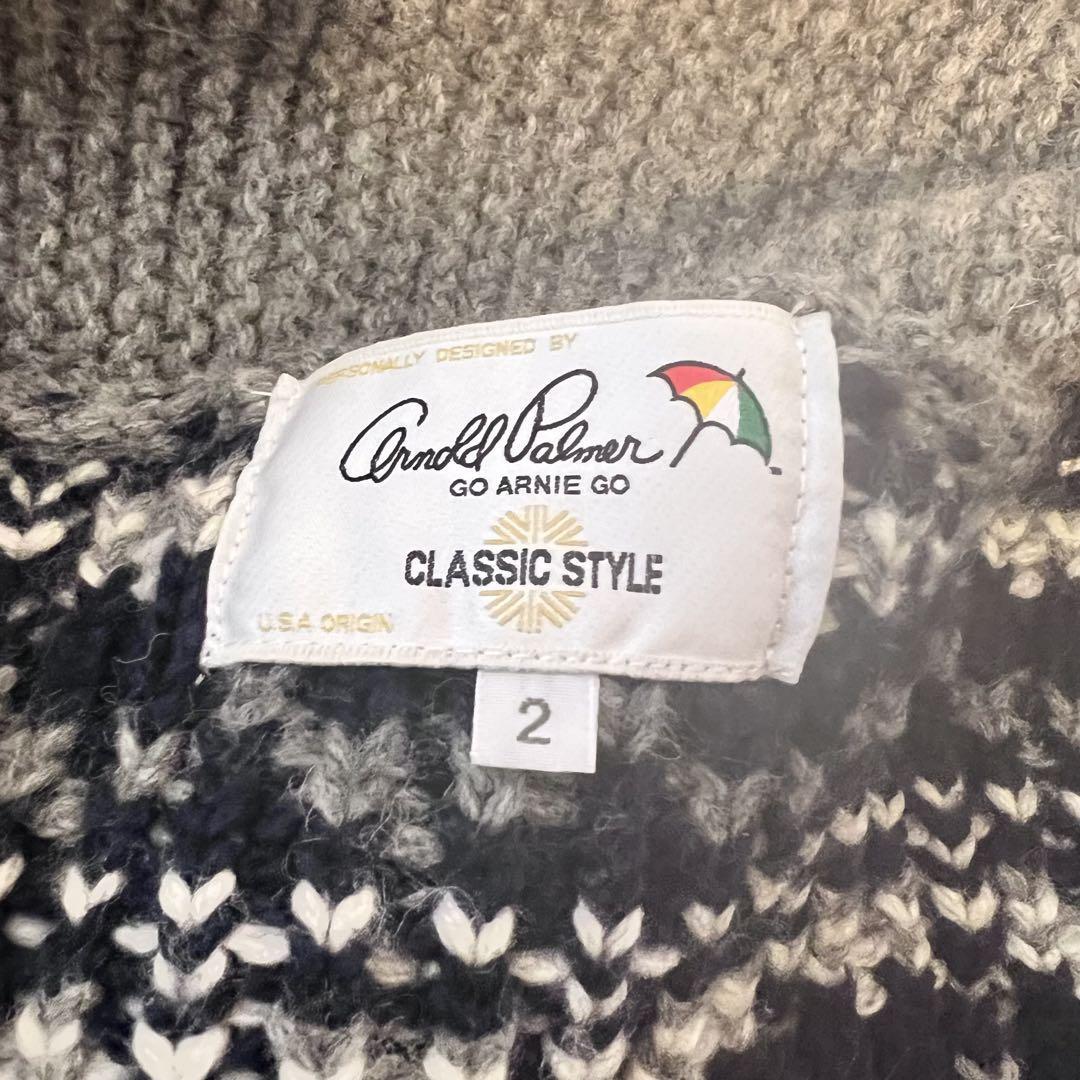 PERSONALLY DESIGNED BY
Arnold Palmer
GO ARNIE GO
CLASSIC STYLE
U.S.A. ORIGIN
2